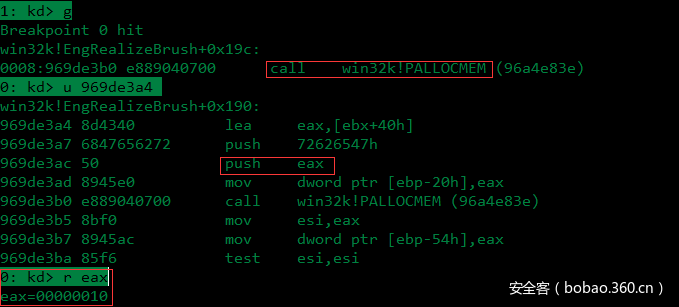 1: kd> g
Breakpoint 0 hit
win32k!EngRealizeBrush+0x19c:
0008:969de3b0 e889040700 call win32k!PALLOCMEM (96a4e83e)
0: kd> u 969de3a4
win32k!EngRealizeBrush+0x190:
969de3a4 8d4340 lea eax,[ebx+40h]
969de3a7 6847656272 push 72626547h
969de3ac 50 push eax
969de3ad 8945e0 mov dword ptr [ebp-20h],eax
969de3b0 e889040700 call win32k!PALLOCMEM (96a4e83e)
969de3b5 8bf0 mov esi,eax
969de3b7 8945ac mov dword ptr [ebp-54h],eax
969de3ba 85f6 test esi,esi
0: kd> r eax
eax=00000010
安全客（bobao.360.cn）